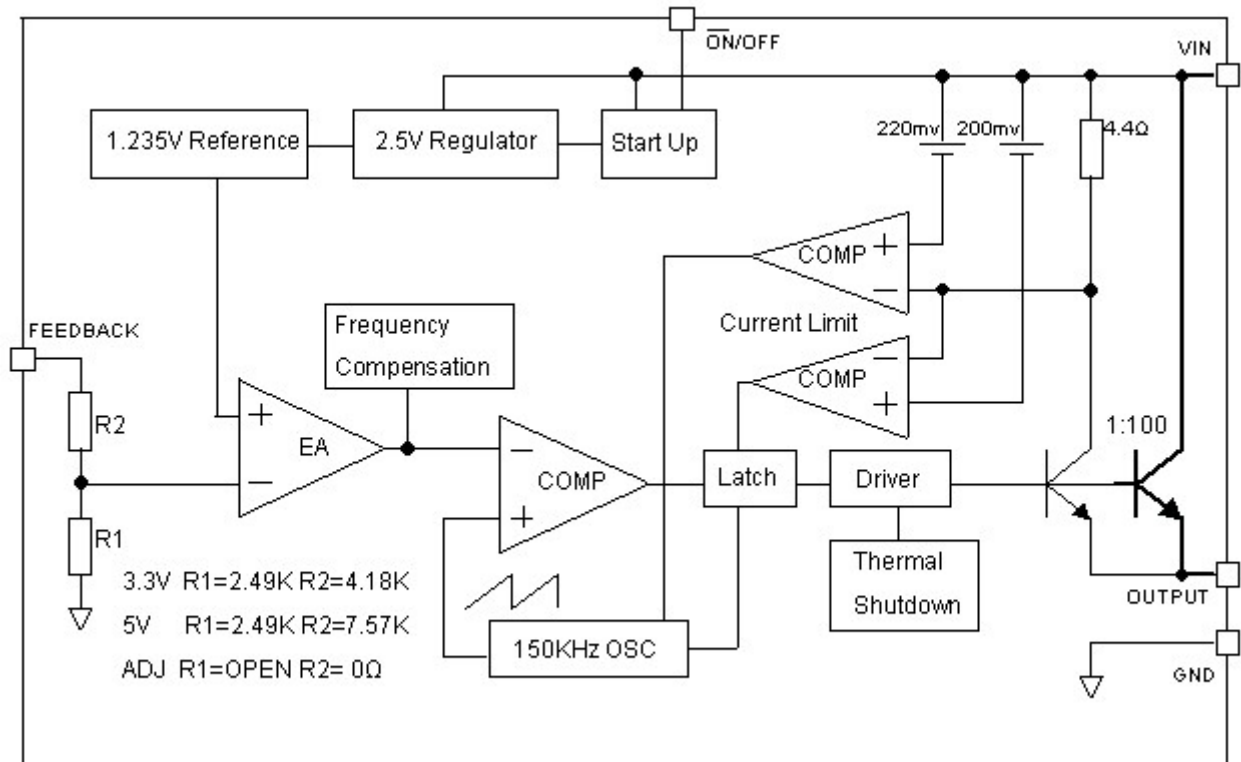 ON/OFF
VIN
1.235V Reference
2.5V Regulator
Start Up
220mv
200mv
4.4Ω
COMP
+
−
Current Limit
FEEDBACK
Frequency
Compensation
−
COMP
+
R2
+
EA
−
1:100
−
COMP
+
Latch
Driver
R1
Thermal
Shutdown
3.3V R1=2.49K R2=4.18K
5V R1=2.49K R2=7.57K
ADJ R1=OPEN R2= 0Ω
150KHz OSC
OUTPUT
GND